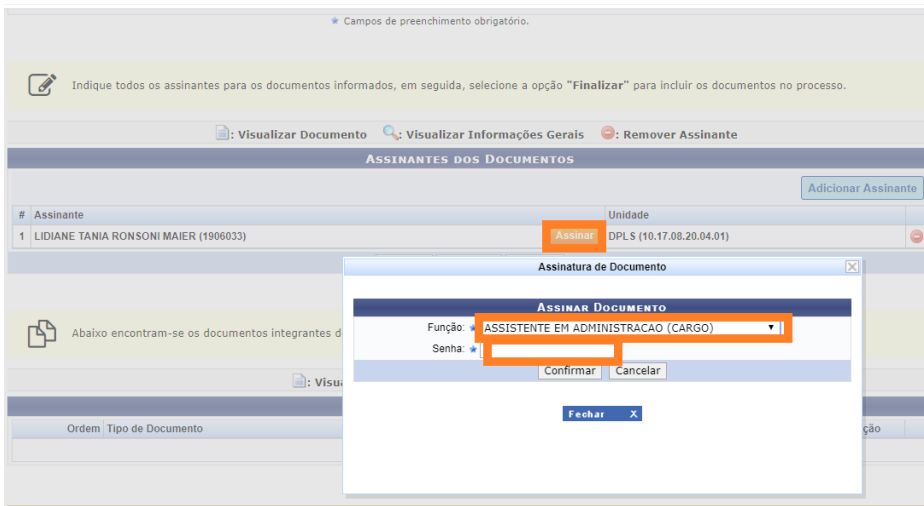 ★ Campos de preenchimento obrigatório.
Indique todos os assinantes para os documentos informados, em seguida, selecione a opção "Finalizar" para incluir os documentos no processo.
: Visualizar Documento : Visualizar Informações Gerais : Remover Assinante
ASSINANTES DOS DOCUMENTOS
Adicionar Assinante
# Assinante Unidade
1 LIDIANE TANIA RONSONI MAIER (1906033) Assinar DPLS (10.17.08.20.04.01)
Assinatura de Documento X
ASSINAR DOCUMENTO
Abaixo encontram-se os documentos integrantes d
Função: ★ ASSISTENTE EM ADMINISTRACAO (CARGO)
Senha: ★
Confirmar Cancelar
: Visua
Fechar X
Ordem Tipo de Documento ção